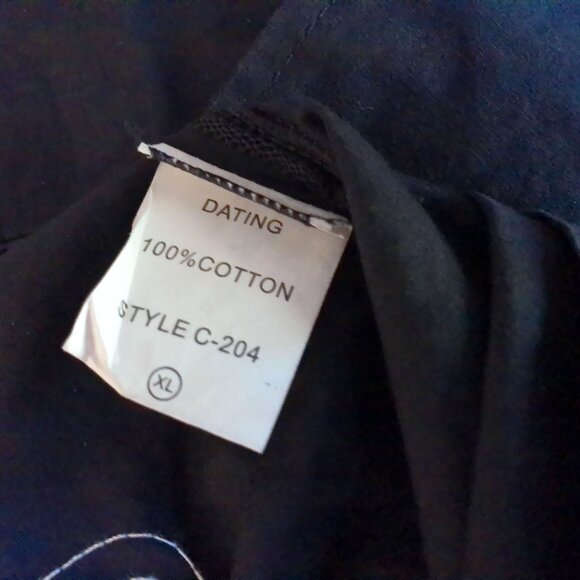 DATING
100%COTTON
STYLE C-204
XL